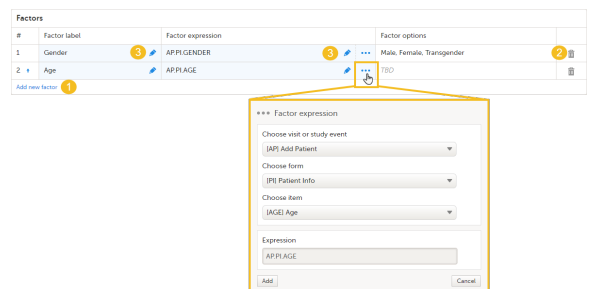 Factors
# Factor label Factor expression Factor options
1 Gender 3 AP.PI.GENDER 3 ••• Male, Female, Transgender 2
2 Age AP.PI.AGE ••• TBD
Add new factor 1
••• Factor expression
Choose visit or study event
[AP] Add Patient
Choose form
[PI] Patient Info
Choose item
[AGE] Age
Expression
AP.PI.AGE
Add Cancel